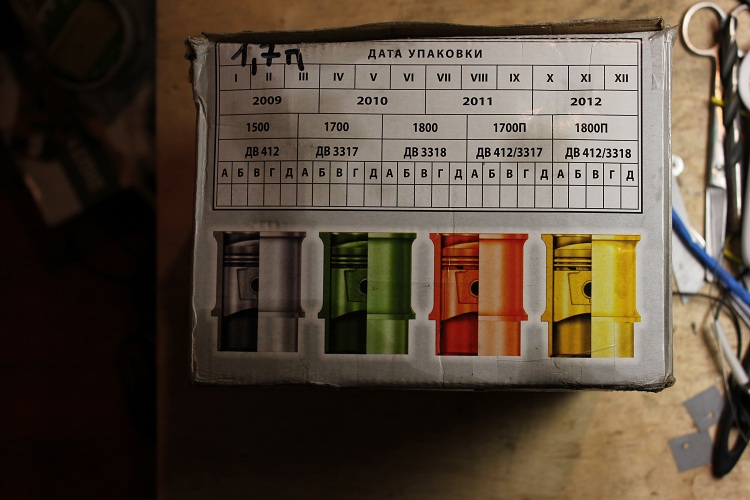 1,7п
ДАТА УПАКОВКИ
I II III IV V VI VII VIII IX X XI XII
2009 2010 2011 2012
1500 1700 1800 1700П 1800П
ДВ 412 ДВ 3317 ДВ 3318 ДВ 412/3317 ДВ 412/3318
А Б В Г Д А Б В Г Д А Б В Г Д А Б В Г Д А Б В Г Д